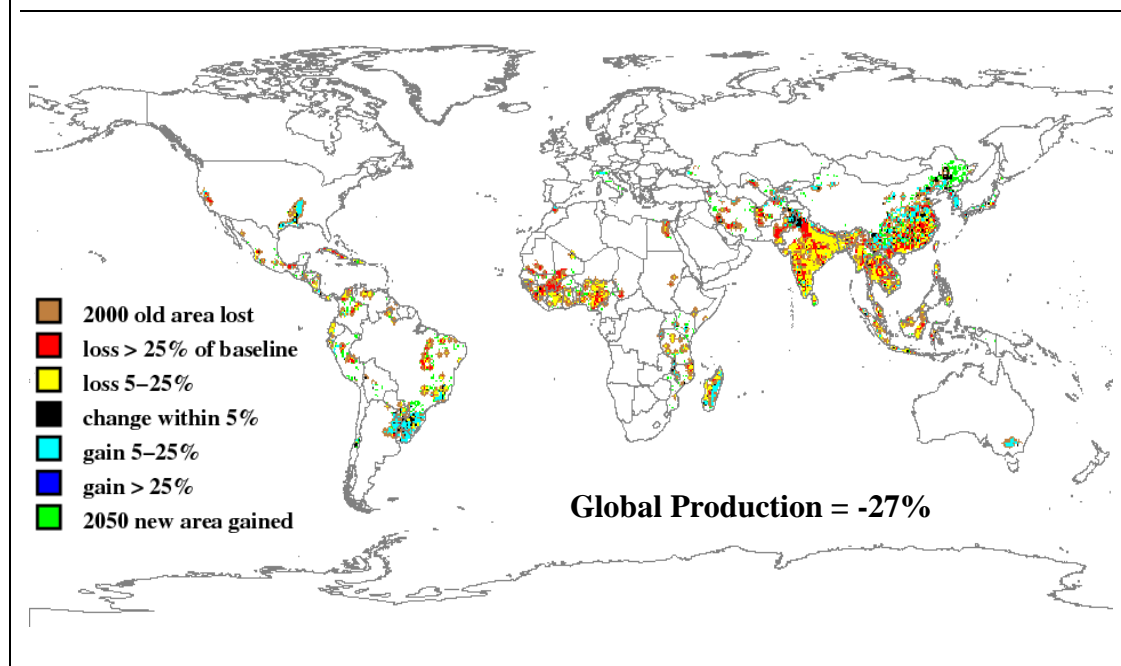 2000 old area lost
loss > 25% of baseline
loss 5–25%
change within 5%
gain 5–25%
gain > 25%
2050 new area gained
Global Production = -27%